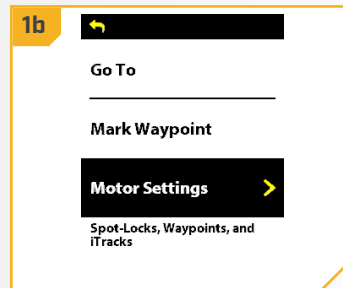 1b
Go To
Mark Waypoint
Motor Settings
Spot-Locks, Waypoints, and
iTracks